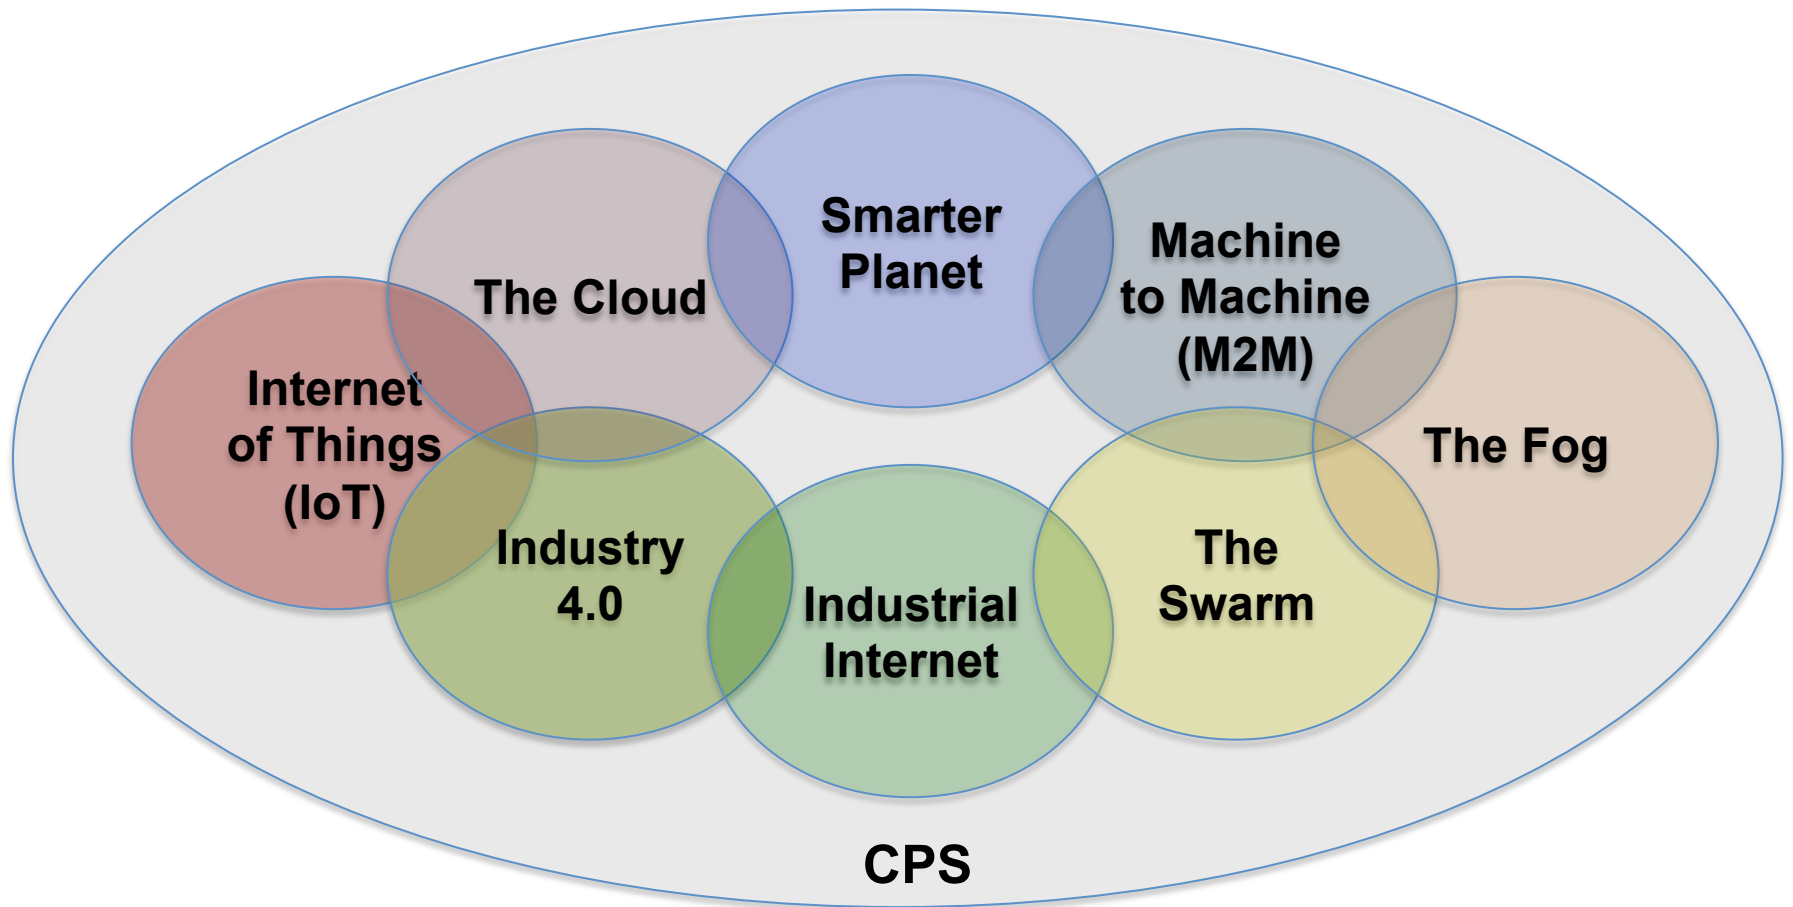 Smarter
Planet
Machine
to Machine
(M2M)
The Cloud
Internet
of Things
(IoT)
The Fog
Industry
4.0
Industrial
Internet
The
Swarm
CPS